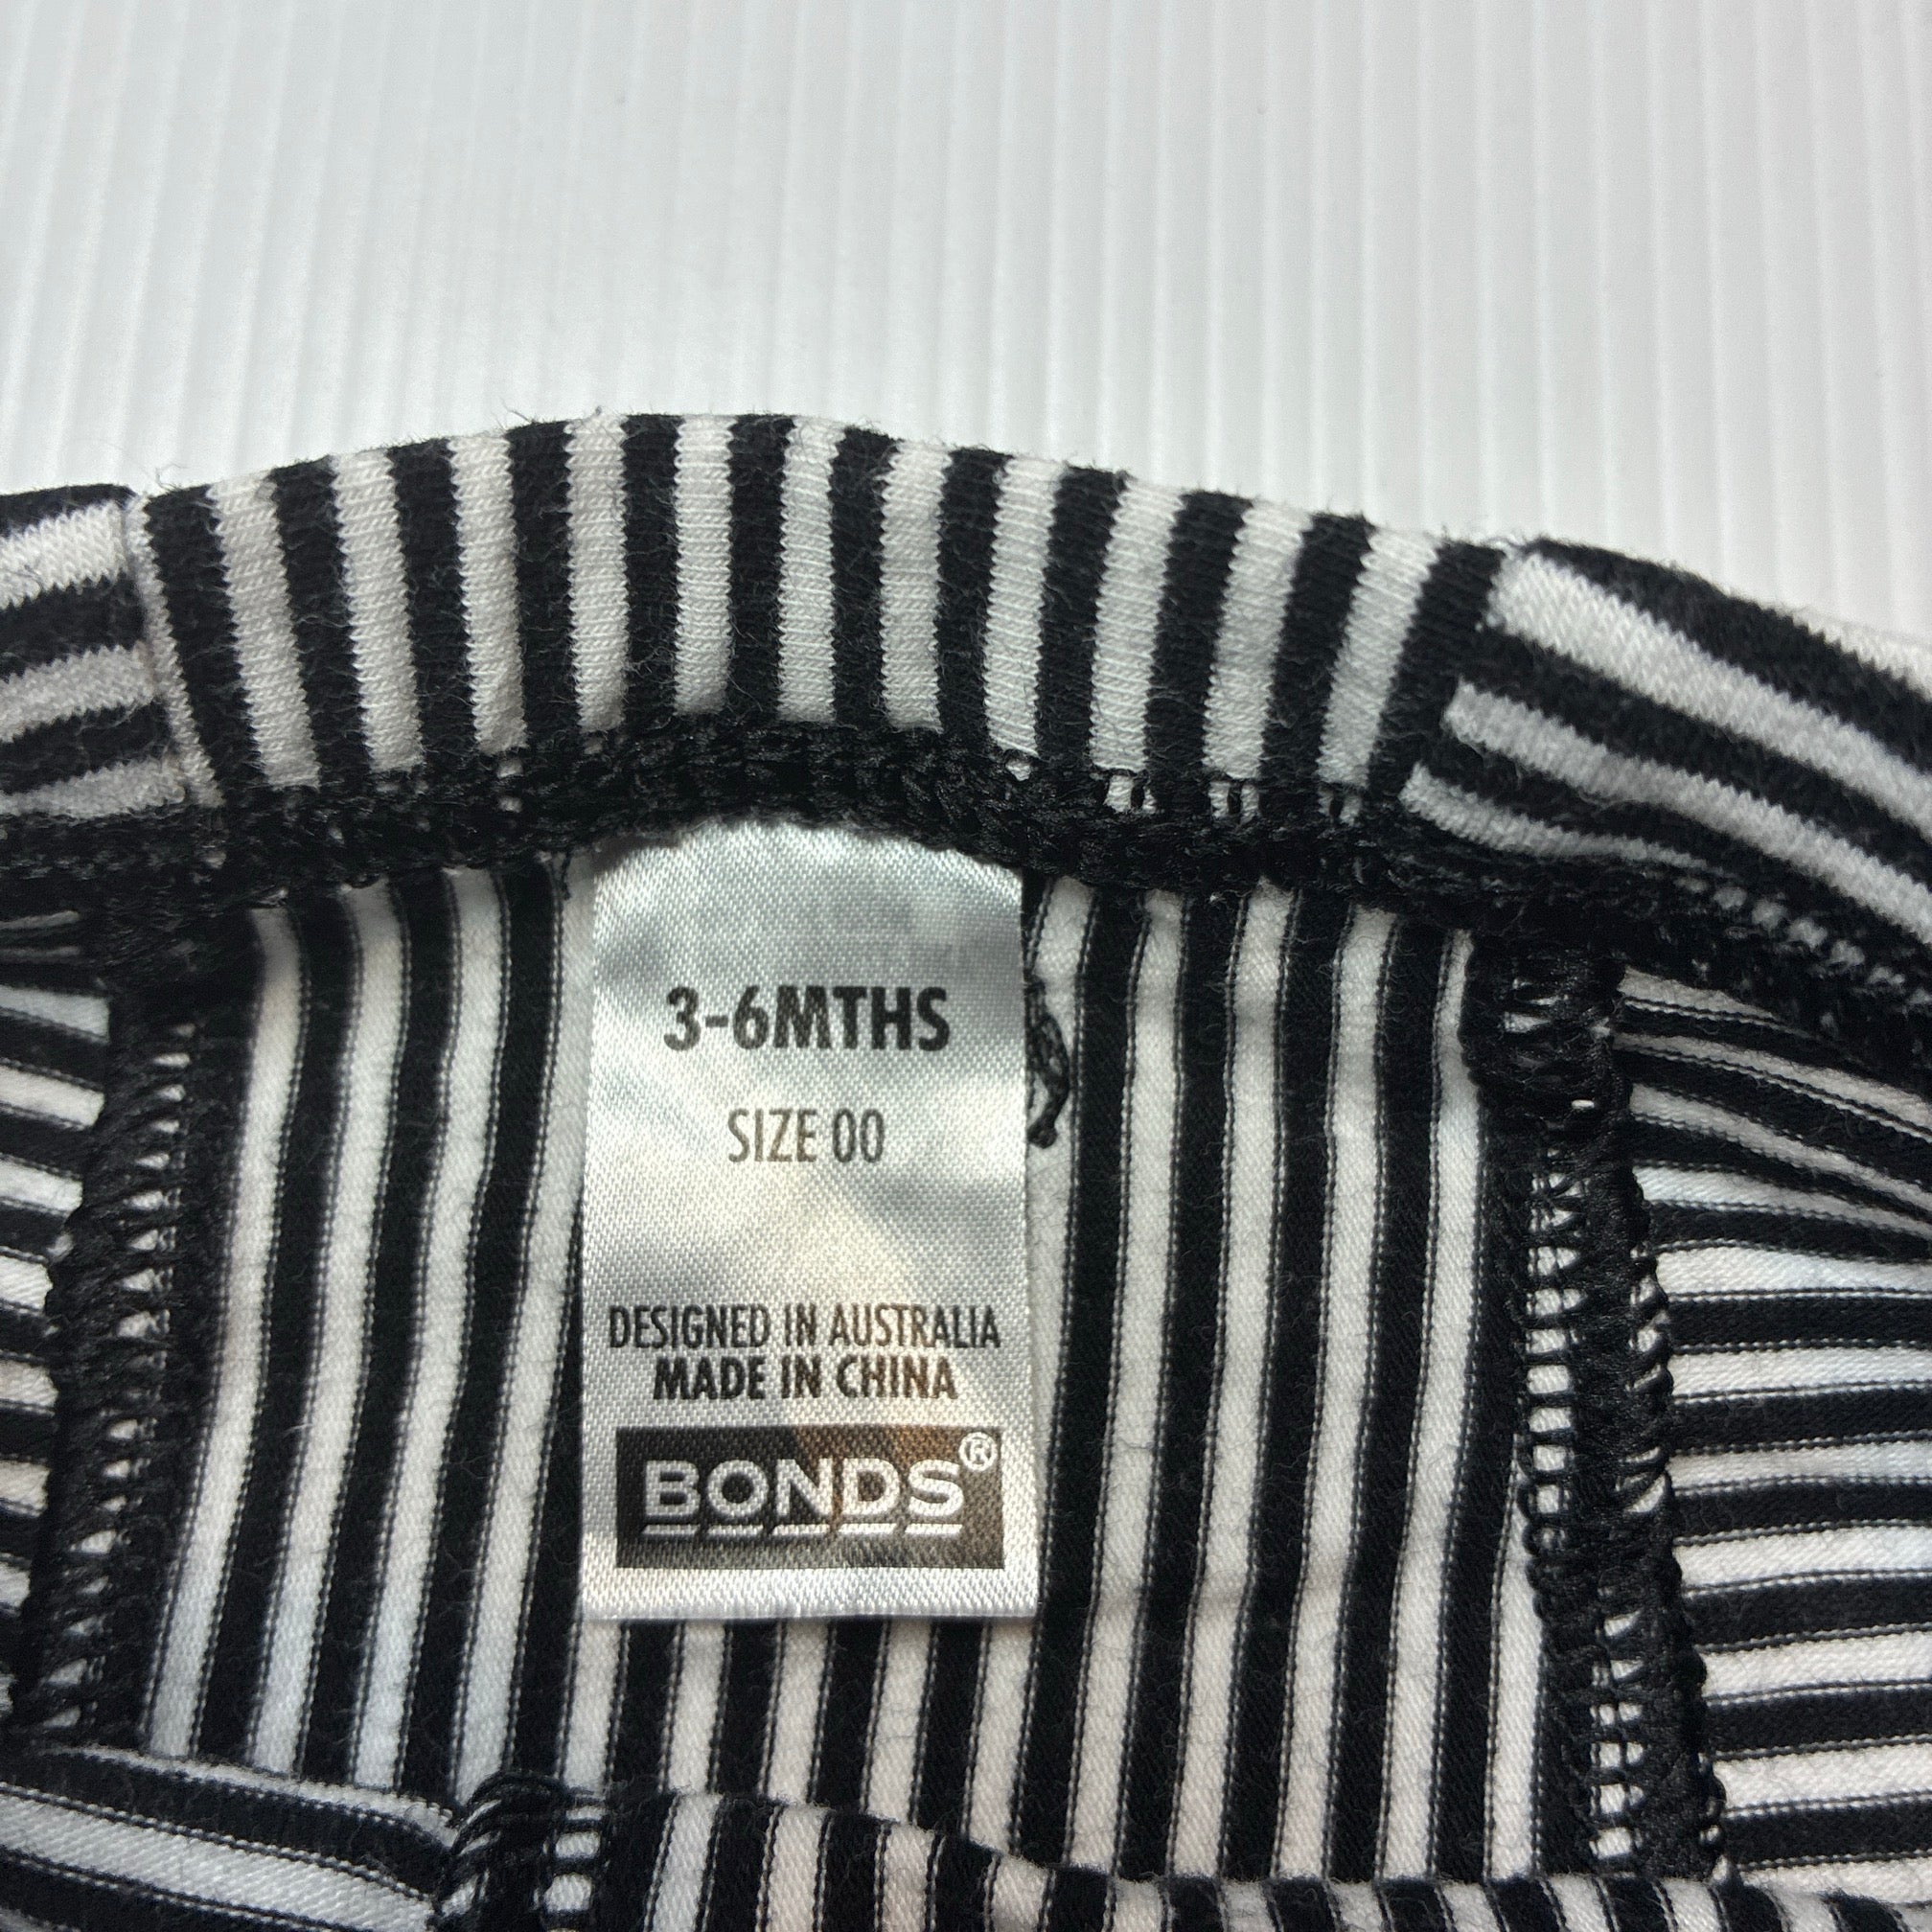 3-6MTHS
SIZE 00
DESIGNED IN AUSTRALIA
MADE IN CHINA
BONDS®